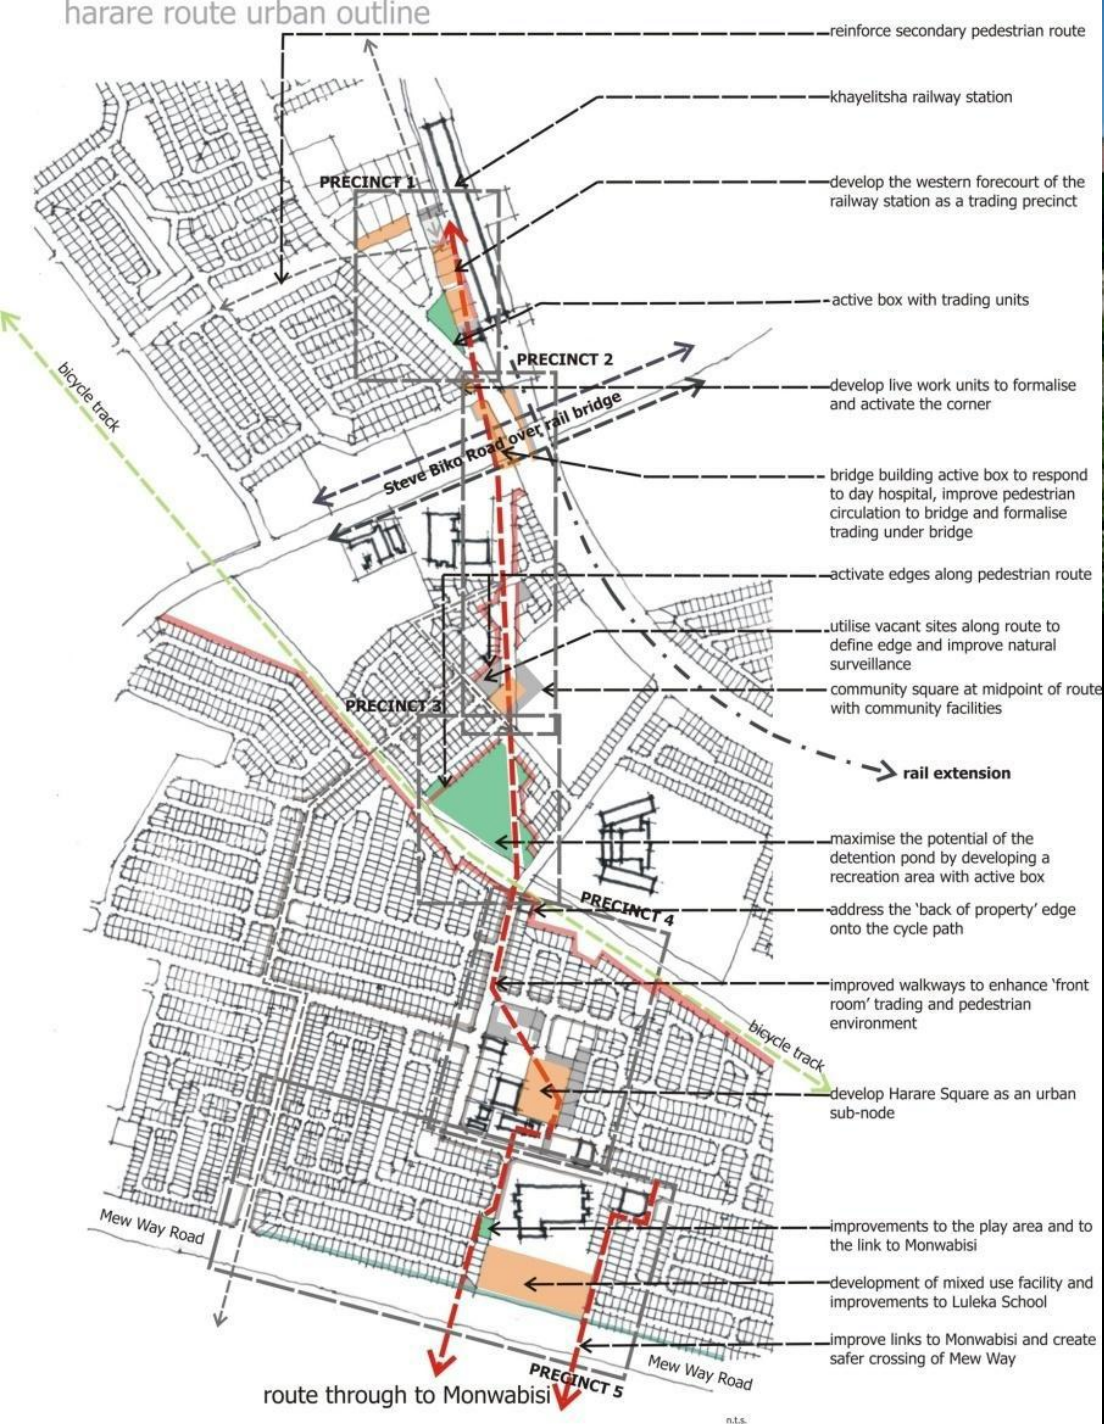 harare route urban outline
reinforce secondary pedestrian route
khayelitsha railway station
PRECINCT 1
develop the western forecourt of the
railway station as a trading precinct
active box with trading units
PRECINCT 2
bicycle track
develop live work units to formalise
and activate the corner
Steve Biko Road over rail bridge
bridge building active box to respond
to day hospital, improve pedestrian
circulation to bridge and formalise
trading under bridge
activate edges along pedestrian route
utilise vacant sites along route to
define edge and improve natural
surveillance
community square at midpoint of route
with community facilities
PRECINCT 3
rail extension
maximise the potential of the
detention pond by developing a
recreation area with active box
PRECINCT 4
address the ‘back of property’ edge
onto the cycle path
improved walkways to enhance ‘front
room’ trading and pedestrian
environment
bicycle track
develop Harare Square as an urban
sub-node
Mew Way Road
improvements to the play area and to
the link to Monwabisi
development of mixed use facility and
improvements to Luleka School
improve links to Monwabisi and create
safer crossing of Mew Way
Mew Way Road
PRECINCT 5
route through to Monwabisi
n.t.s.